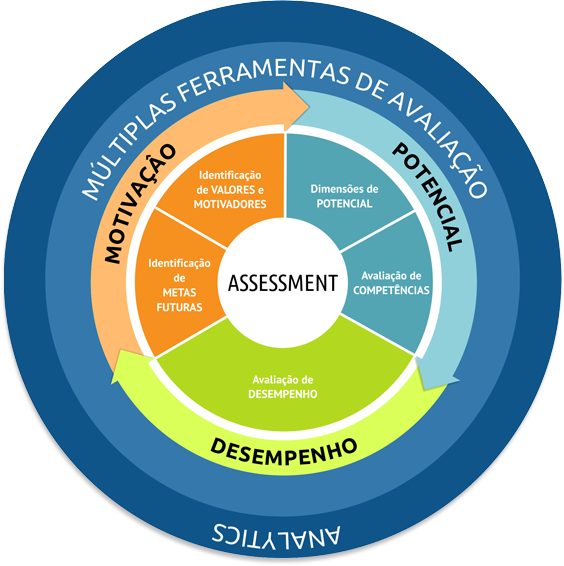 MÚLTIPLAS FERRAMENTAS DE AVALIAÇÃO
MOTIVAÇÃO
POTENCIAL
Identificação
de VALORES e
MOTIVADORES
Dimensões de
POTENCIAL
Identificação
de
METAS
FUTURAS
ASSESSMENT
Avaliação de
COMPETÊNCIAS
Avaliação de
DESEMPENHO
DESEMPENHO
ANALYTICS